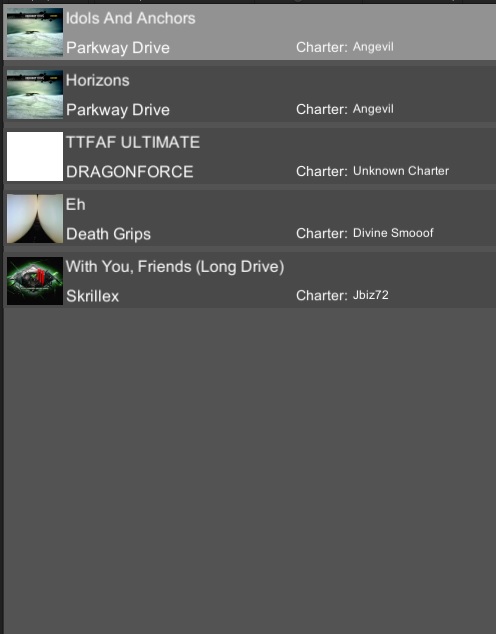 Idols And Anchors
Parkway Drive Charter: Angevil
Horizons
Parkway Drive Charter: Angevil
TTFAF ULTIMATE
DRAGONFORCE Charter: Unknown Charter
Eh
Death Grips Charter: Divine Smooof
With You, Friends (Long Drive)
Skrillex Charter: Jbiz72